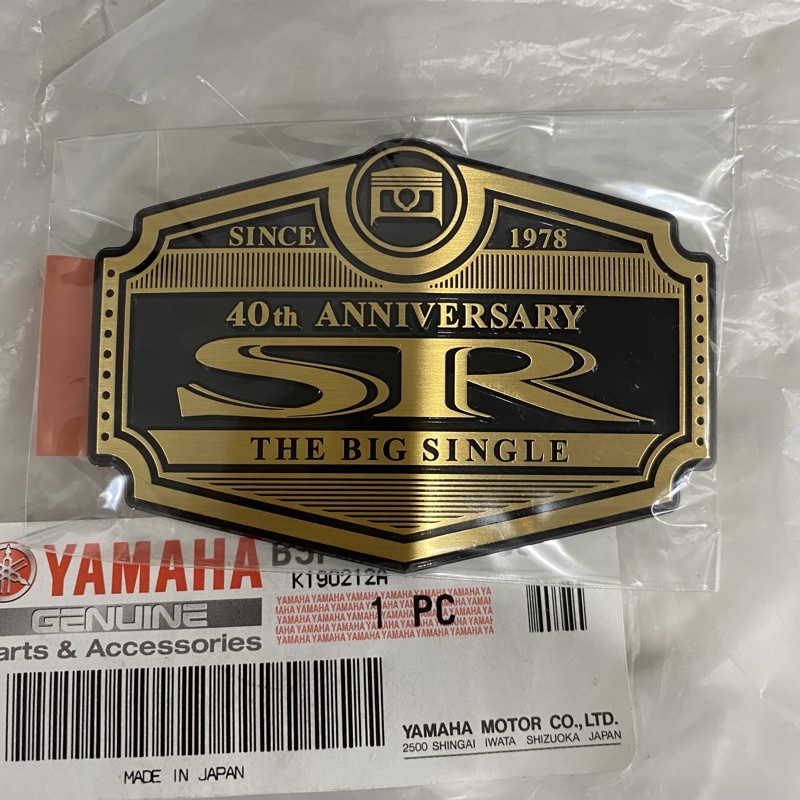 SINCE 1978
40th ANNIVERSARY
SR
THE BIG SINGLE
YAMAHA
K190212A
GENUINE
1 PC
arts & Accessories
YAMAHA MOTOR CO., LTD.
2500 SHINGAI IWATA SHIZUOKA JAPAN
MADE IN JAPAN